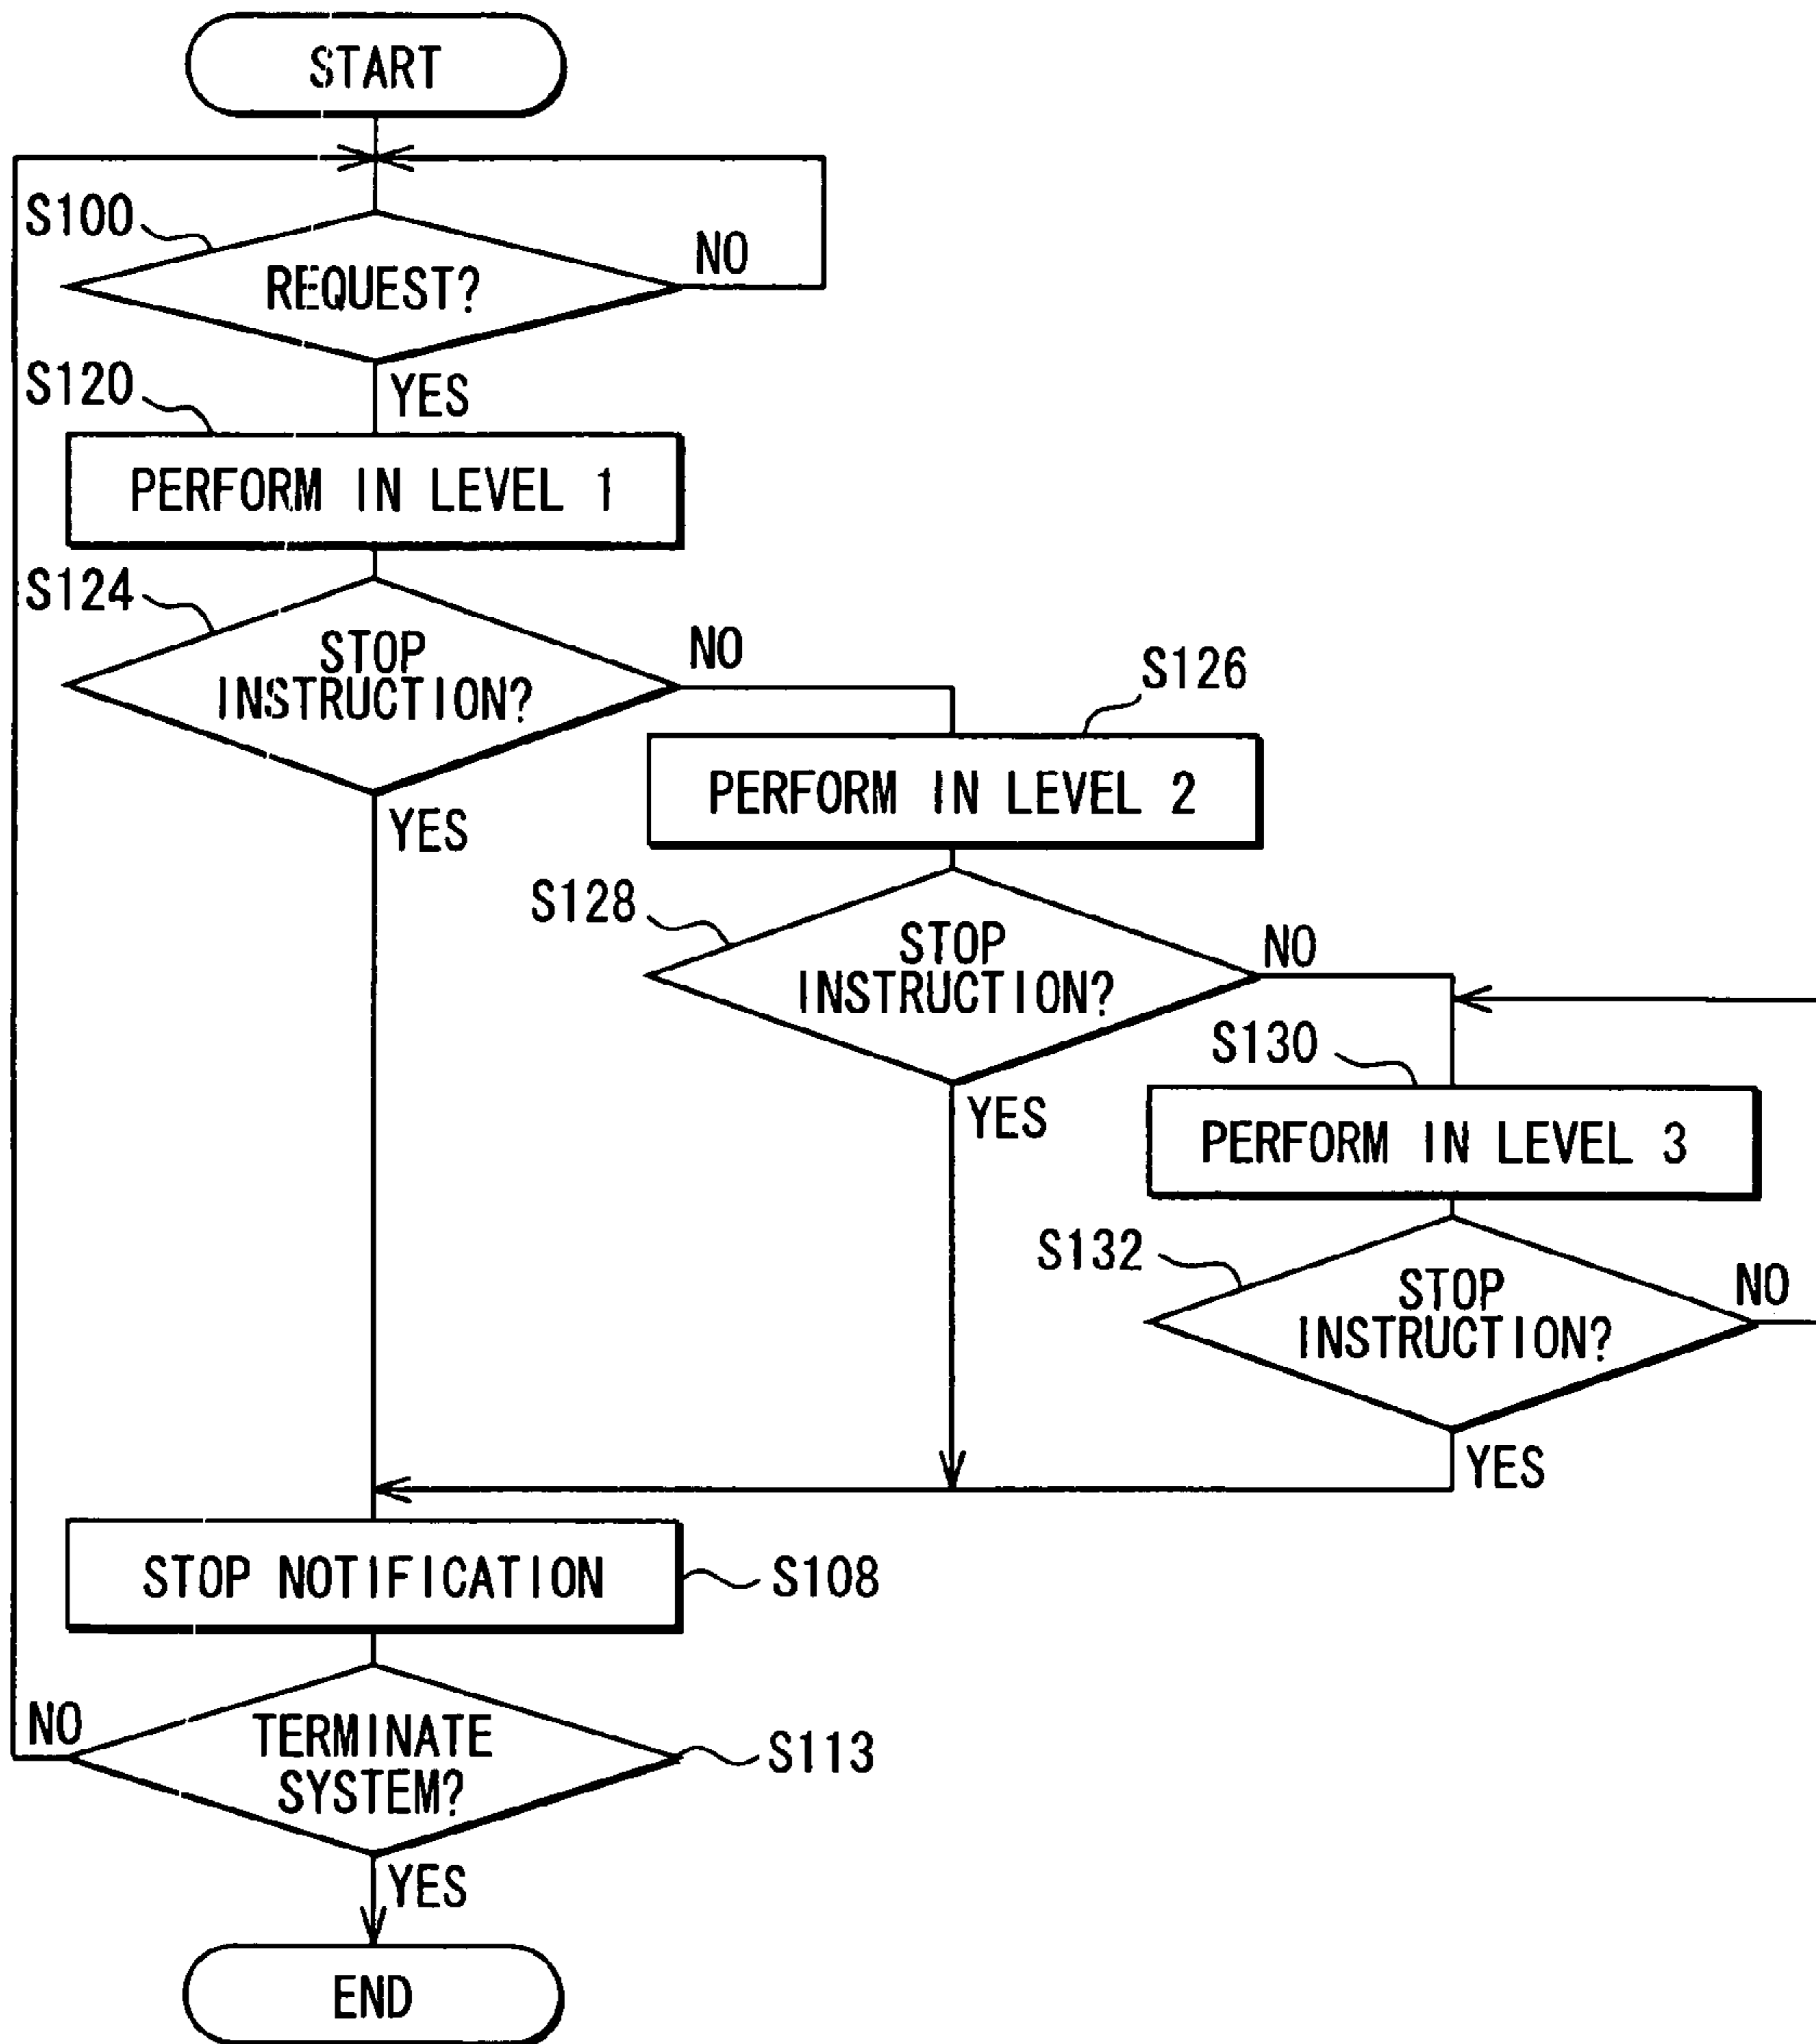 START
S100
REQUEST?
NO
S120
YES
PERFORM IN LEVEL 1
S124
STOP
INSTRUCTION?
NO
YES
S126
PERFORM IN LEVEL 2
S128
STOP
INSTRUCTION?
NO
YES
S130
PERFORM IN LEVEL 3
S132
STOP
INSTRUCTION?
NO
YES
STOP NOTIFICATION
S108
NO
TERMINATE
SYSTEM?
S113
YES
END